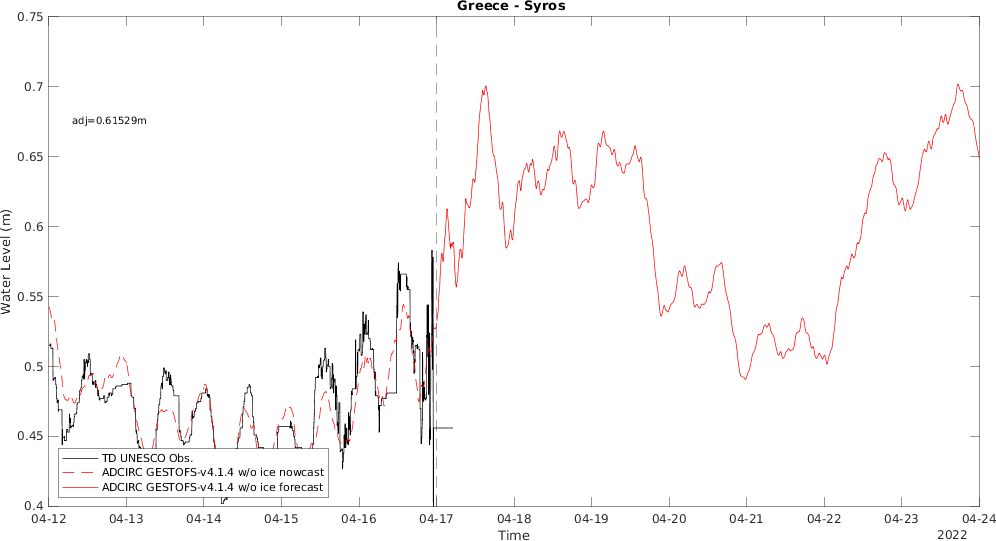 Greece - Syros
0.75
0.7
0.65
0.6
0.55
0.5
0.45
0.4
Water Level (m)
adj=0.61529m
TD UNESCO Obs.
ADCIRC GESTOFS-v4.1.4 w/o ice nowcast
ADCIRC GESTOFS-v4.1.4 w/o ice forecast
04-12 04-13 04-14 04-15 04-16 04-17 04-18 04-19 04-20 04-21 04-22 04-23 04-24
Time
2022